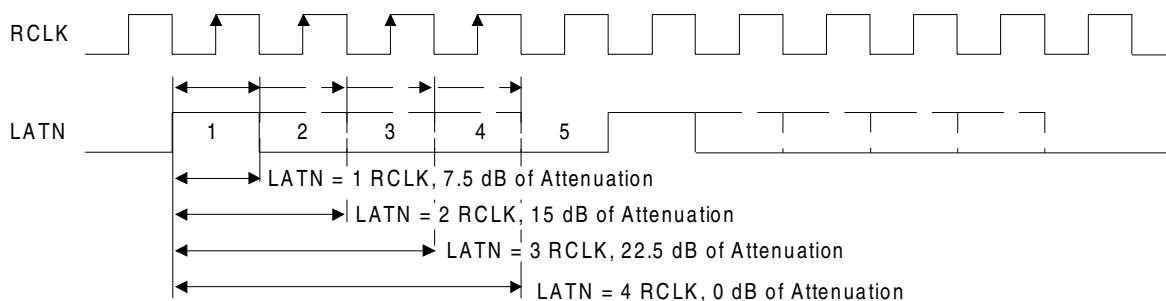 RCLK
LATN
1 2 3 4 5
LATN = 1 RCLK, 7.5 dB of Attenuation
LATN = 2 RCLK, 15 dB of Attenuation
LATN = 3 RCLK, 22.5 dB of Attenuation
LATN = 4 RCLK, 0 dB of Attenuation